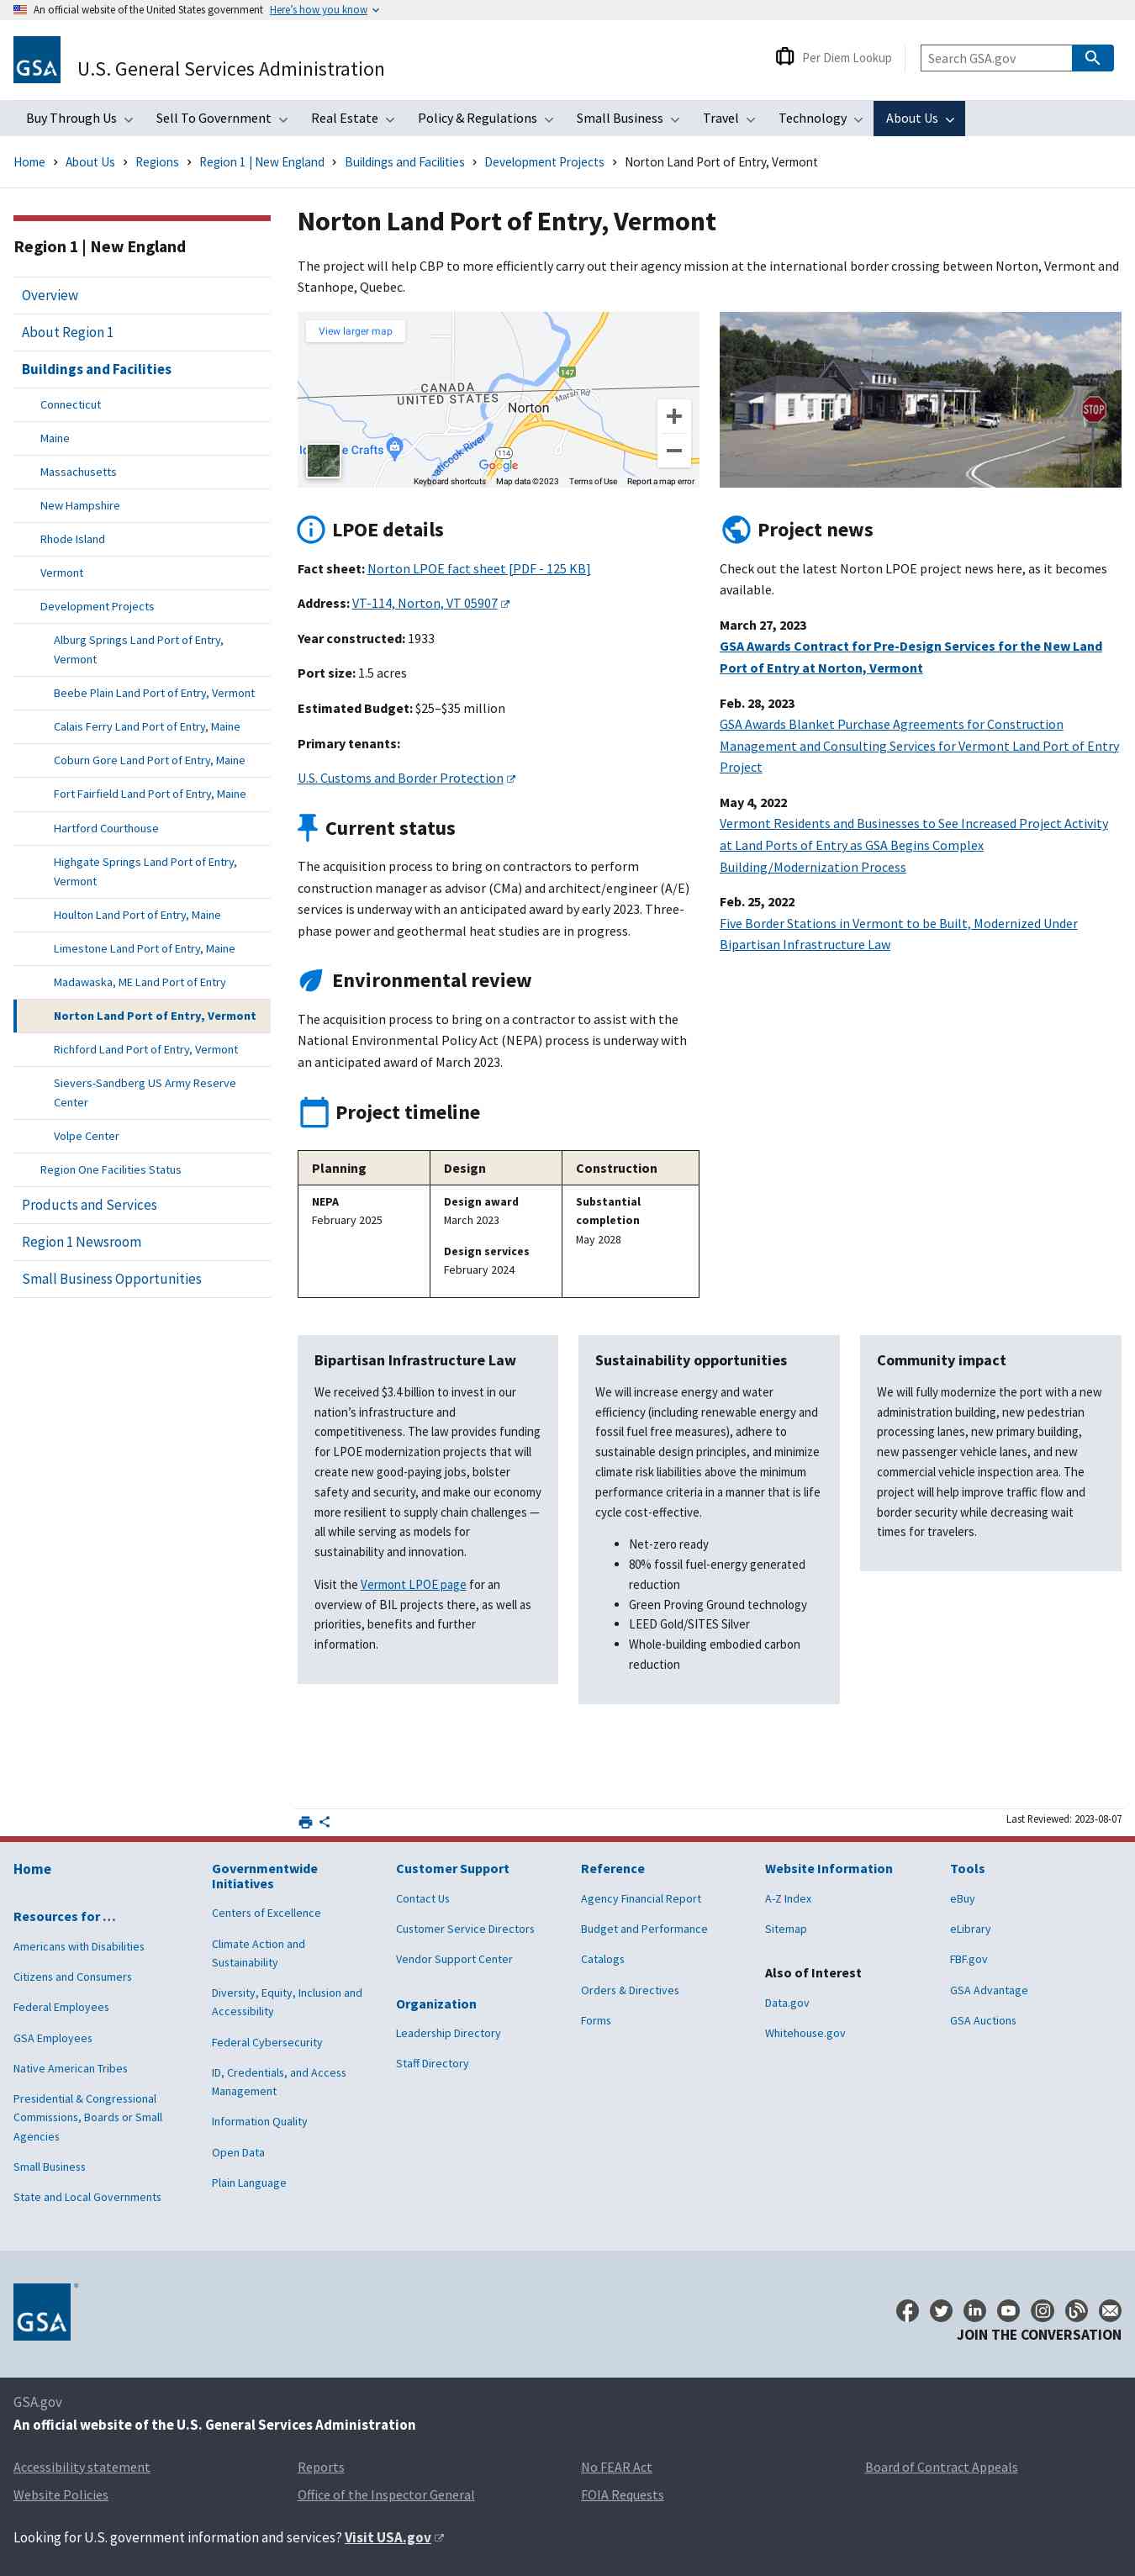 An official website of the United States government Here's how you know
GSA
U.S. General Services Administration
Per Diem Lookup
Search GSA.gov
Buy Through Us
Sell To Government
Real Estate
Policy & Regulations
Small Business
Travel
Technology
About Us
Home
About Us
Regions
Region 1 | New England
Buildings and Facilities
Development Projects
Norton Land Port of Entry, Vermont
Region 1 | New England
Overview
About Region 1
Buildings and Facilities
Connecticut
Maine
Massachusetts
New Hampshire
Rhode Island
Vermont
Development Projects
Alburg Springs Land Port of Entry,
Vermont
Beebe Plain Land Port of Entry, Vermont
Calais Ferry Land Port of Entry, Maine
Coburn Gore Land Port of Entry, Maine
Fort Fairfield Land Port of Entry, Maine
Hartford Courthouse
Highgate Springs Land Port of Entry,
Vermont
Houlton Land Port of Entry, Maine
Limestone Land Port of Entry, Maine
Madawaska, ME Land Port of Entry
Norton Land Port of Entry, Vermont
Richford Land Port of Entry, Vermont
Sievers-Sandberg US Army Reserve
Center
Volpe Center
Region One Facilities Status
Products and Services
Region 1 Newsroom
Small Business Opportunities
Norton Land Port of Entry, Vermont
The project will help CBP to more efficiently carry out their agency mission at the international border crossing between Norton, Vermont and
Stanhope, Quebec.
View larger map
147
CANADA
UNITED STATES
Norton
Marsh Rd
e Crafts
aticook River
114
Google
Keyboard shortcuts
Map data ©2023
Terms of Use
Report a map error
STOP
LPOE details
Fact sheet: Norton LPOE fact sheet [PDF - 125 KB]
Address: VT-114, Norton, VT 05907
Year constructed: 1933
Port size: 1.5 acres
Estimated Budget: $25–$35 million
Primary tenants:
U.S. Customs and Border Protection
Current status
The acquisition process to bring on contractors to perform
construction manager as advisor (CMa) and architect/engineer (A/E)
services is underway with an anticipated award by early 2023. Three-
phase power and geothermal heat studies are in progress.
Environmental review
The acquisition process to bring on a contractor to assist with the
National Environmental Policy Act (NEPA) process is underway with
an anticipated award of March 2023.
Project timeline
Planning
Design
Construction
NEPA
February 2025
Design award
March 2023
Design services
February 2024
Substantial
completion
May 2028
Project news
Check out the latest Norton LPOE project news here, as it becomes
available.
March 27, 2023
GSA Awards Contract for Pre-Design Services for the New Land
Port of Entry at Norton, Vermont
Feb. 28, 2023
GSA Awards Blanket Purchase Agreements for Construction
Management and Consulting Services for Vermont Land Port of Entry
Project
May 4, 2022
Vermont Residents and Businesses to See Increased Project Activity
at Land Ports of Entry as GSA Begins Complex
Building/Modernization Process
Feb. 25, 2022
Five Border Stations in Vermont to be Built, Modernized Under
Bipartisan Infrastructure Law
Bipartisan Infrastructure Law
We received $3.4 billion to invest in our
nation's infrastructure and
competitiveness. The law provides funding
for LPOE modernization projects that will
create new good-paying jobs, bolster
safety and security, and make our economy
more resilient to supply chain challenges —
all while serving as models for
sustainability and innovation.
Visit the Vermont LPOE page for an
overview of BIL projects there, as well as
priorities, benefits and further
information.
Sustainability opportunities
We will increase energy and water
efficiency (including renewable energy and
fossil fuel free measures), adhere to
sustainable design principles, and minimize
climate risk liabilities above the minimum
performance criteria in a manner that is life
cycle cost-effective.
• Net-zero ready
• 80% fossil fuel-energy generated
reduction
• Green Proving Ground technology
• LEED Gold/SITES Silver
• Whole-building embodied carbon
reduction
Community impact
We will fully modernize the port with a new
administration building, new pedestrian
processing lanes, new primary building,
new passenger vehicle lanes, and new
commercial vehicle inspection area. The
project will help improve traffic flow and
border security while decreasing wait
times for travelers.
Last Reviewed: 2023-08-07
Home
Resources for …
Americans with Disabilities
Citizens and Consumers
Federal Employees
GSA Employees
Native American Tribes
Presidential & Congressional
Commissions, Boards or Small
Agencies
Small Business
State and Local Governments
Governmentwide
Initiatives
Centers of Excellence
Climate Action and
Sustainability
Diversity, Equity, Inclusion and
Accessibility
Federal Cybersecurity
ID, Credentials, and Access
Management
Information Quality
Open Data
Plain Language
Customer Support
Contact Us
Customer Service Directors
Vendor Support Center
Organization
Leadership Directory
Staff Directory
Reference
Agency Financial Report
Budget and Performance
Catalogs
Orders & Directives
Forms
Website Information
A-Z Index
Sitemap
Also of Interest
Data.gov
Whitehouse.gov
Tools
eBuy
eLibrary
FBF.gov
GSA Advantage
GSA Auctions
GSA
JOIN THE CONVERSATION
GSA.gov
An official website of the U.S. General Services Administration
Accessibility statement
Reports
No FEAR Act
Board of Contract Appeals
Website Policies
Office of the Inspector General
FOIA Requests
Looking for U.S. government information and services? Visit USA.gov